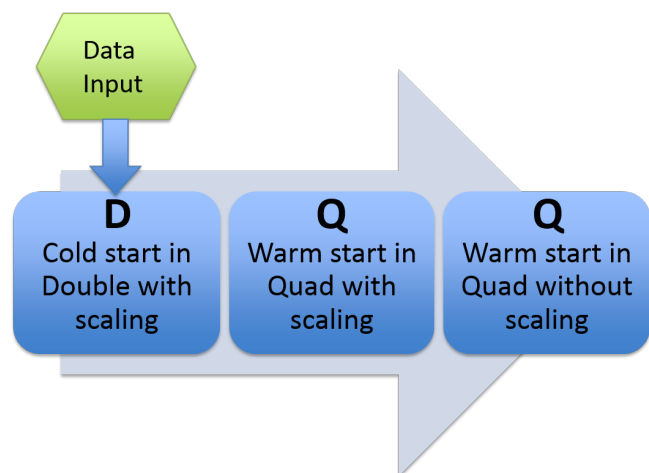 Data
Input
D
Cold start in
Double with
scaling
Q
Warm start in
Quad with
scaling
Q
Warm start in
Quad without
scaling